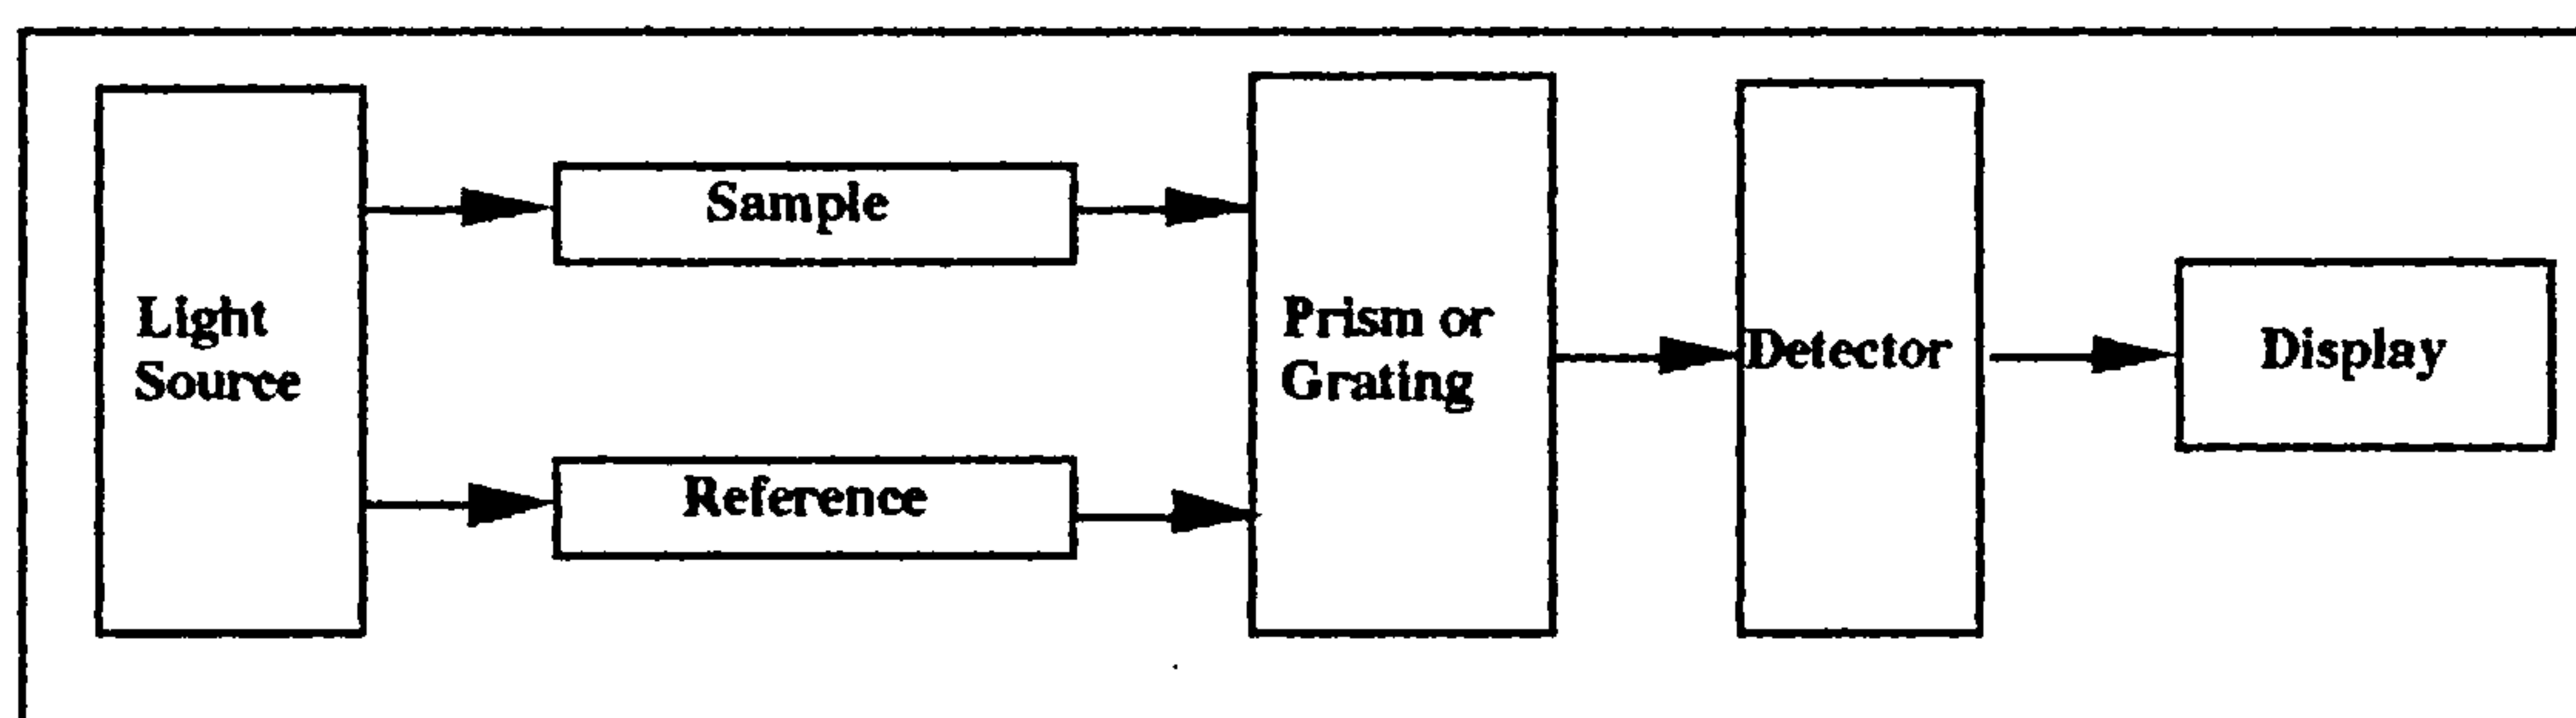 Light
Source
Sample
Reference
Prism or
Grating
Detector
Display